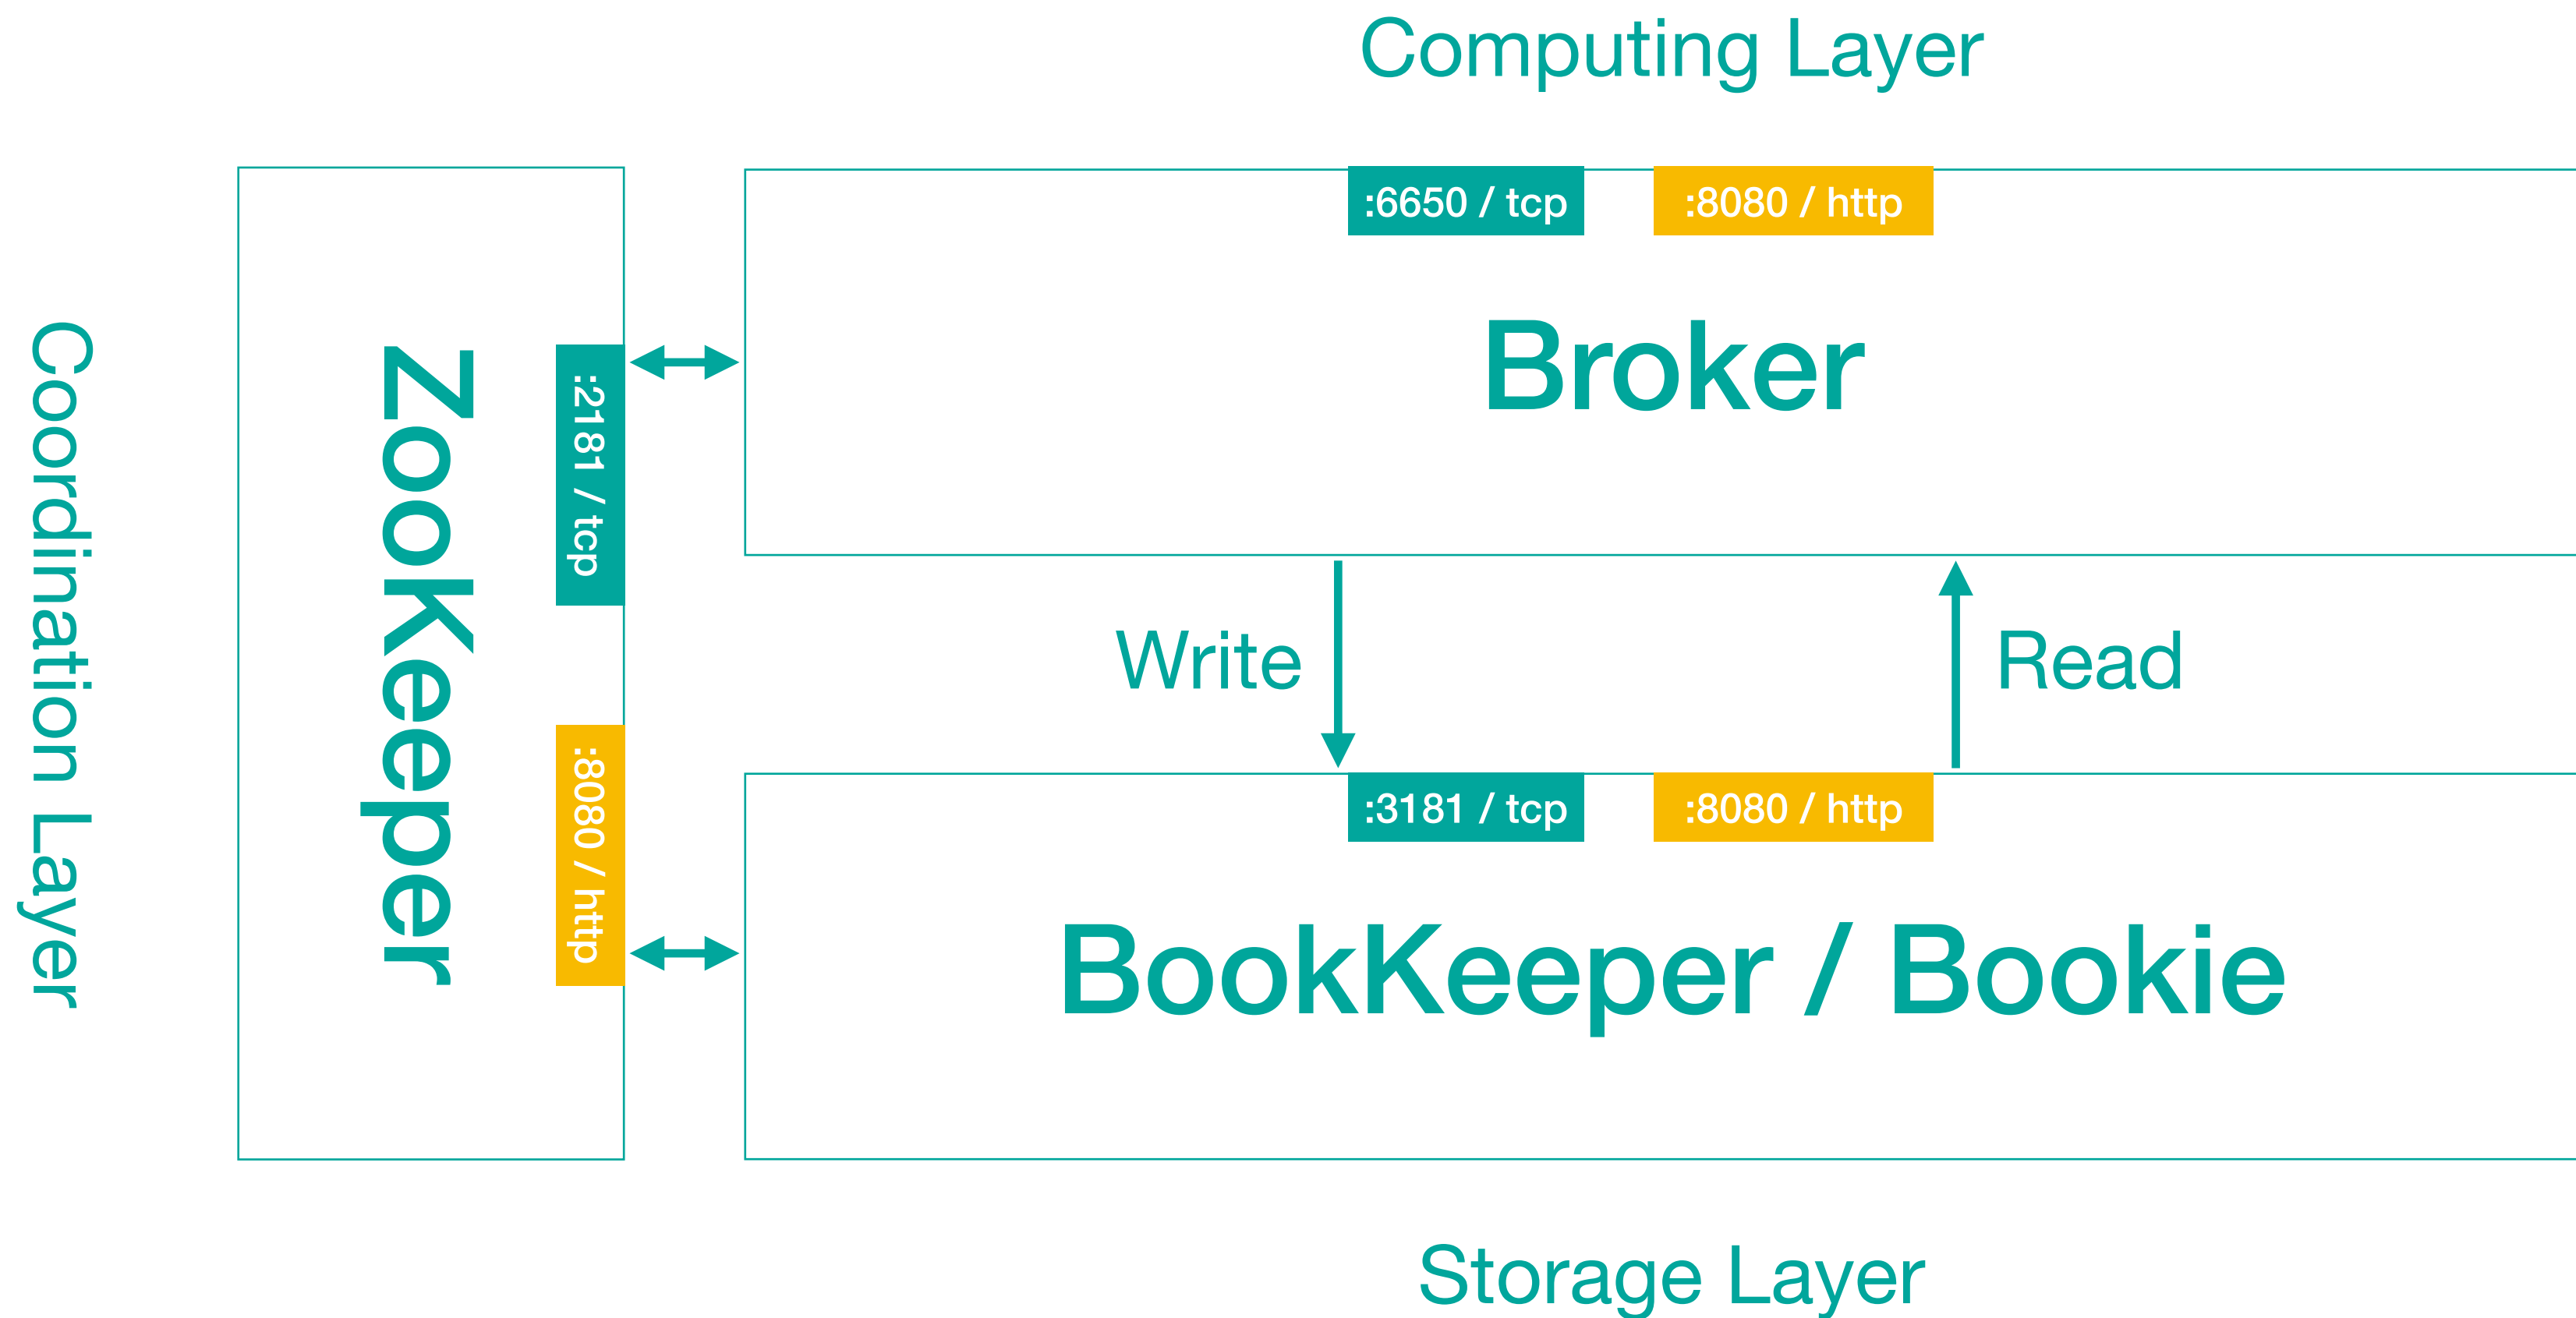 Computing Layer
:6650 / tcp
:8080 / http
Broker
Coordination Layer
ZooKeeper
:2181 / tcp
:8080 / http
Write
Read
:3181 / tcp
:8080 / http
BookKeeper / Bookie
Storage Layer